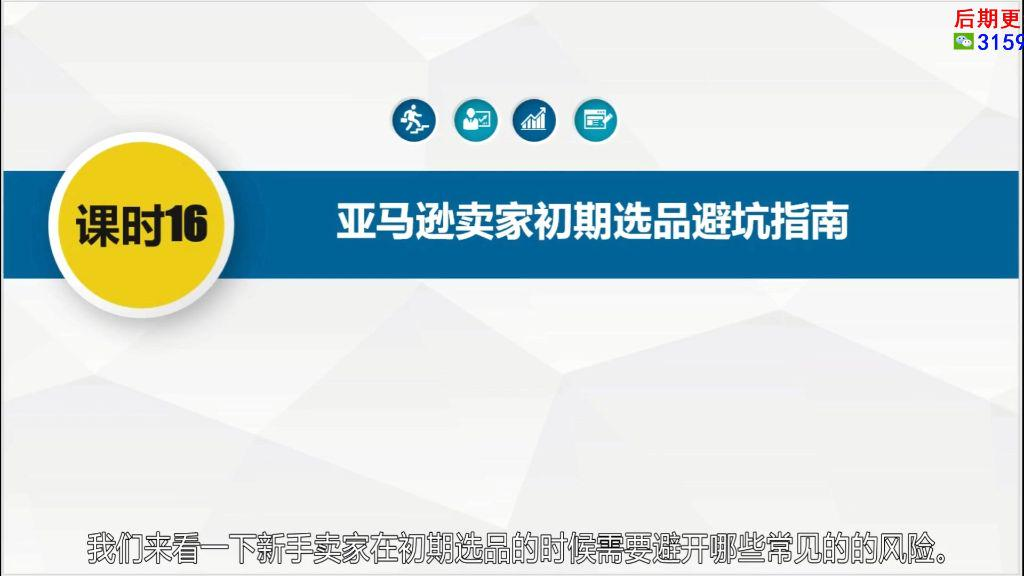 后期更
3159
课时16
亚马逊卖家初期选品避坑指南
我们来看一下新手卖家在初期选品的时候需要避开哪些常见的的风险。